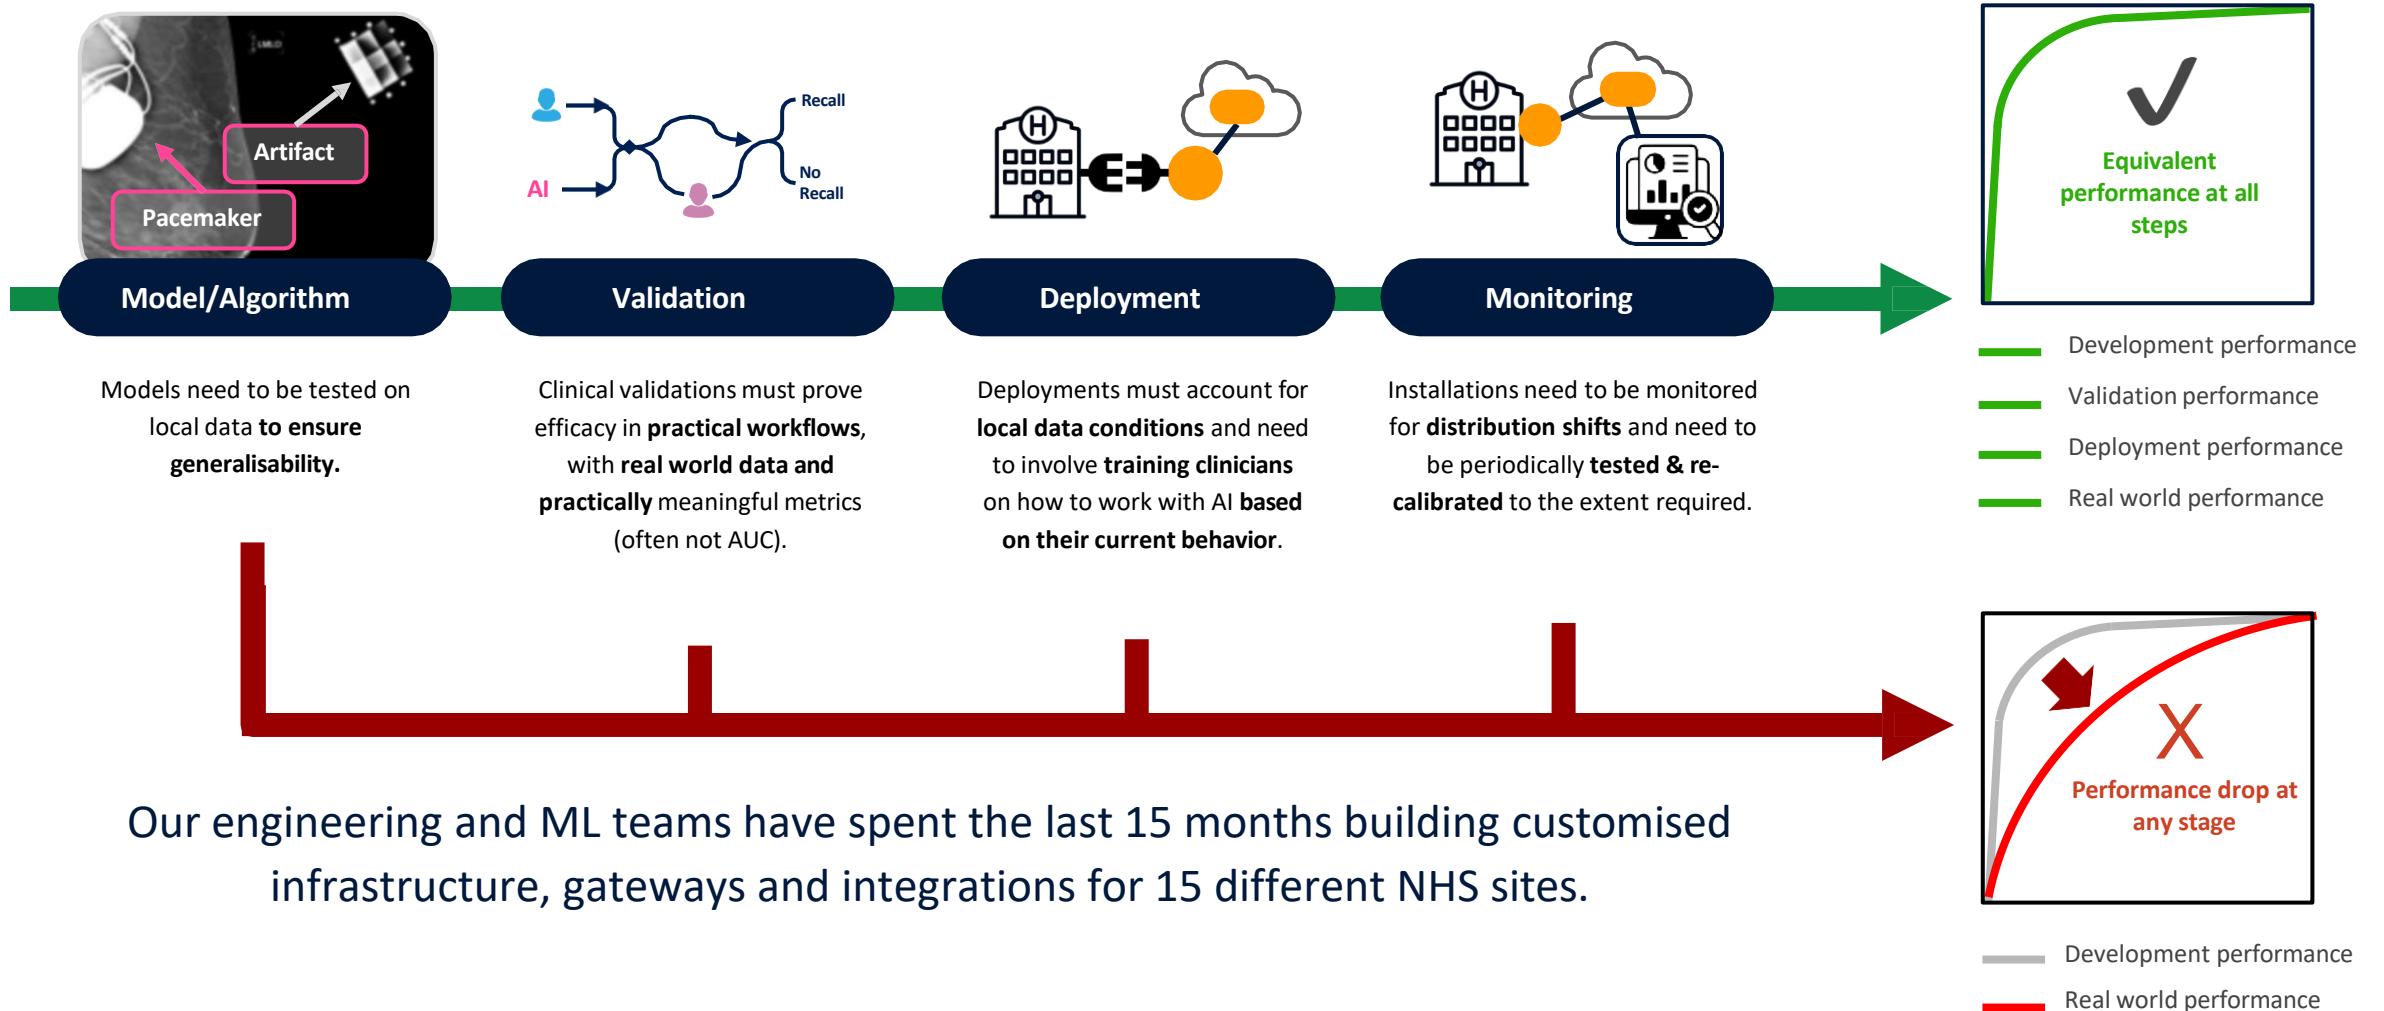 LMLO
Artifact
Pacemaker
AI
Recall
No
Recall
H
H
Equivalent
performance at all
steps
Model/Algorithm
Validation
Deployment
Monitoring
Models need to be tested on
local data to ensure
generalisability.
Clinical validations must prove
efficacy in practical workflows,
with real world data and
practically meaningful metrics
(often not AUC).
Deployments must account for
local data conditions and need
to involve training clinicians
on how to work with AI based
on their current behavior.
Installations need to be monitored
for distribution shifts and need to
be periodically tested & re-
calibrated to the extent required.
Development performance
Validation performance
Deployment performance
Real world performance
X
Performance drop at
any stage
Our engineering and ML teams have spent the last 15 months building customised
infrastructure, gateways and integrations for 15 different NHS sites.
Development performance
Real world performance